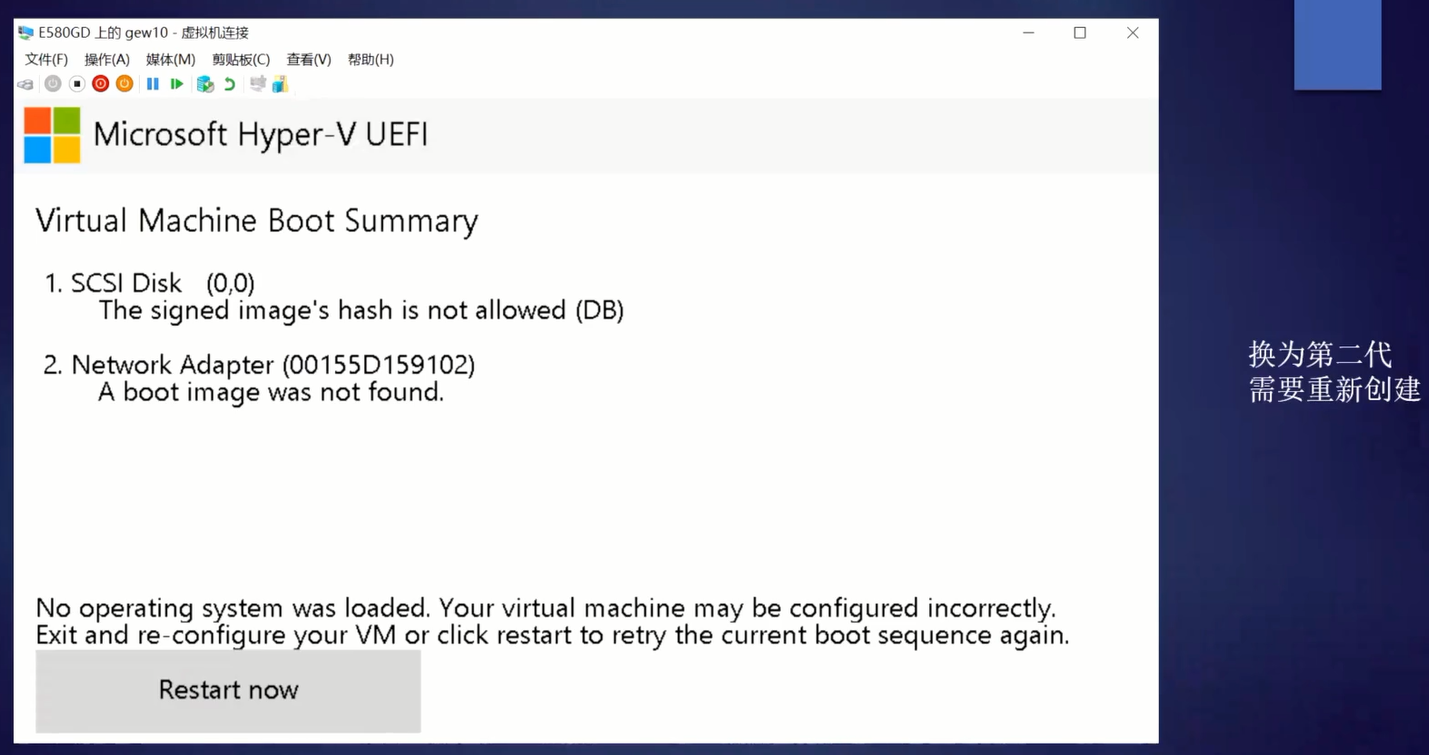 E580GD 上的 gew10 - 虚拟机连接
文件(F) 操作(A) 媒体(M) 剪贴板(C) 查看(V) 帮助(H)
Microsoft Hyper-V UEFI
Virtual Machine Boot Summary
1. SCSI Disk (0,0)
The signed image's hash is not allowed (DB)
2. Network Adapter (00155D159102)
A boot image was not found.
换为第二代
需要重新创建
No operating system was loaded. Your virtual machine may be configured incorrectly.
Exit and re-configure your VM or click restart to retry the current boot sequence again.
Restart now